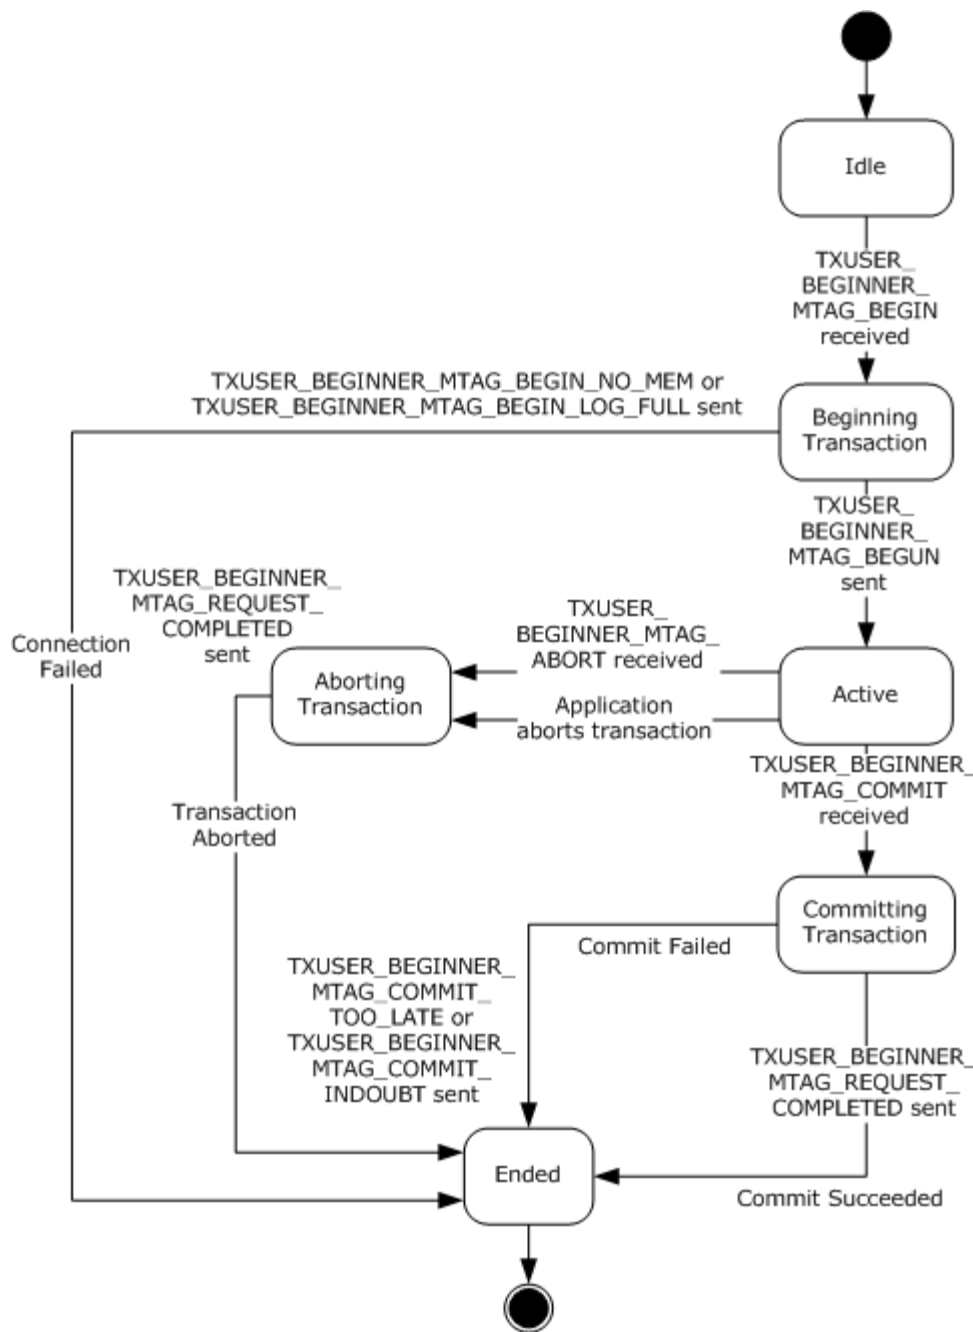 Idle
TXUSER_
BEGINNER_
MTAG_BEGIN
received
TXUSER_BEGINNER_MTAG_BEGIN_NO_MEM or
TXUSER_BEGINNER_MTAG_BEGIN_LOG_FULL sent
Beginning
Transaction
TXUSER_
BEGINNER_
MTAG_BEGUN
sent
TXUSER_BEGINNER_
MTAG_REQUEST_
COMPLETED
sent
Connection
Failed
TXUSER_
BEGINNER_MTAG_
ABORT received
Aborting
Transaction
Application
aborts transaction
Active
TXUSER_BEGINNER_
MTAG_COMMIT
received
Transaction
Aborted
Committing
Transaction
Commit Failed
TXUSER_BEGINNER_
MTAG_COMMIT_
TOO_LATE or
TXUSER_BEGINNER_
MTAG_COMMIT_
INDOUBT sent
TXUSER_BEGINNER_
MTAG_REQUEST_
COMPLETED sent
Ended
Commit Succeeded